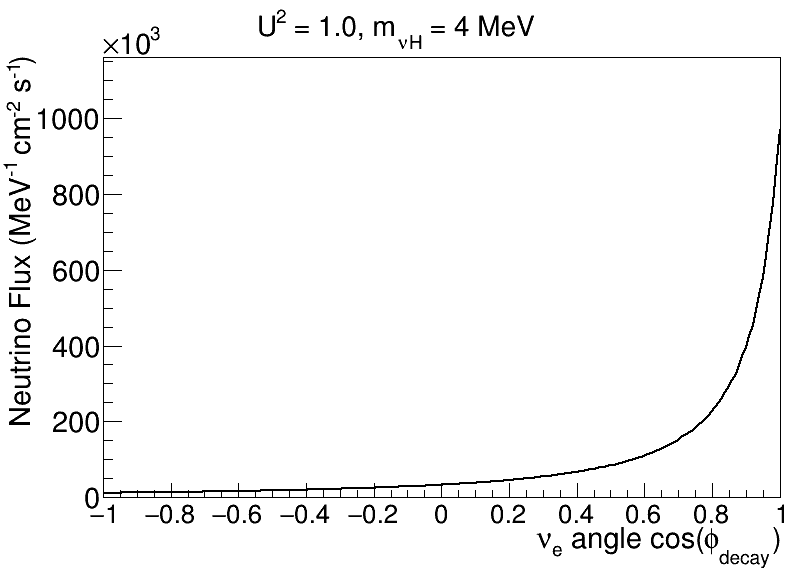 U² = 1.0, m_νH = 4 MeV
×10³
Neutrino Flux (MeV⁻¹ cm⁻² s⁻¹)
1000
800
600
400
200
0
−1 −0.8 −0.6 −0.4 −0.2 0 0.2 0.4 0.6 0.8 1
ν_e angle cos(ϕ_decay)